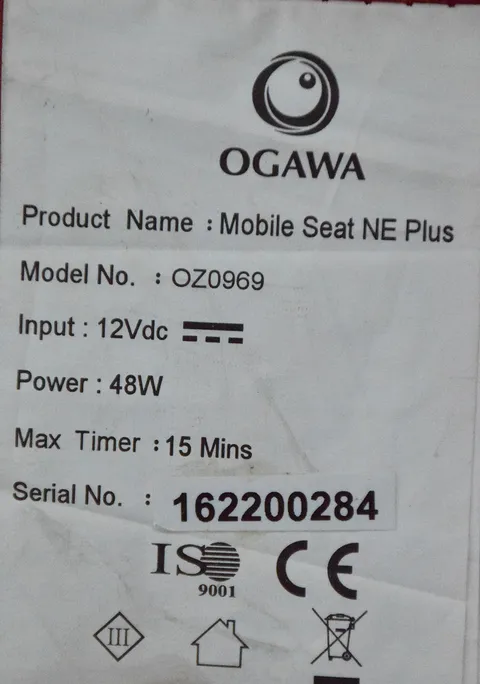 OGAWA
Product Name : Mobile Seat NE Plus
Model No. : OZ0969
Input : 12Vdc
Power : 48W
Max Timer : 15 Mins
Serial No. : 162200284
ISO CE
9001
III